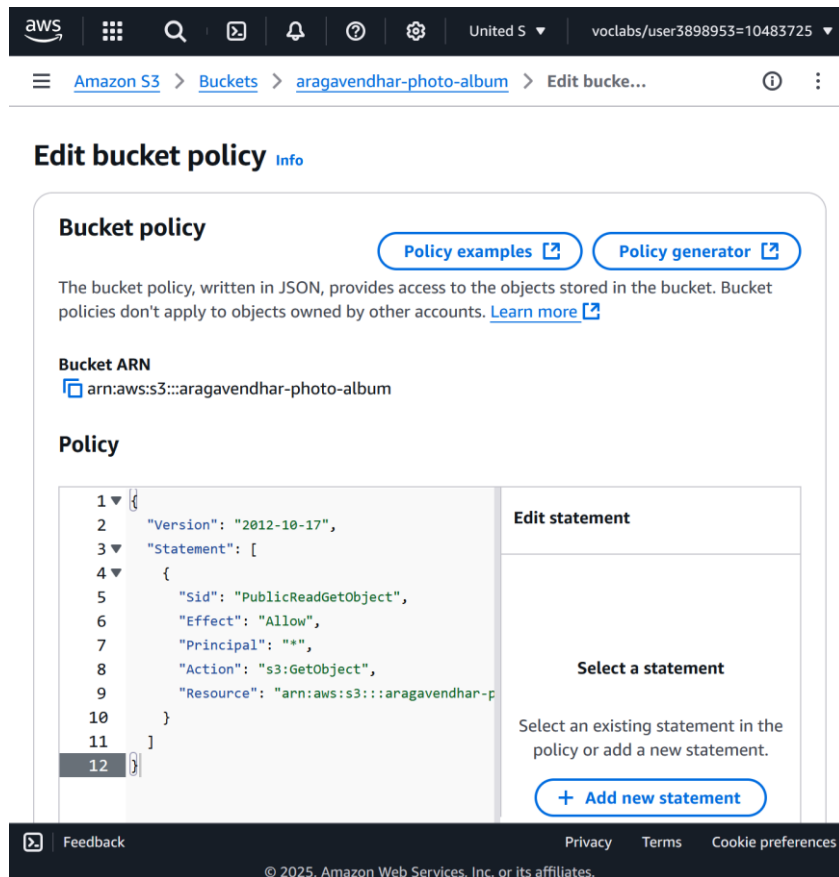 aws
United S
voclabs/user3898953=10483725
Amazon S3 > Buckets > aragavendhar-photo-album > Edit bucke...
Edit bucket policy Info
Bucket policy
Policy examples
Policy generator
The bucket policy, written in JSON, provides access to the objects stored in the bucket. Bucket
policies don't apply to objects owned by other accounts. Learn more
Bucket ARN
arn:aws:s3:::aragavendhar-photo-album
Policy
1 {
2 "Version": "2012-10-17",
3 "Statement": [
4 {
5 "Sid": "PublicReadGetObject",
6 "Effect": "Allow",
7 "Principal": "*",
8 "Action": "s3:GetObject",
9 "Resource": "arn:aws:s3:::aragavendhar-p
10 }
11 ]
12 }
Edit statement
Select a statement
Select an existing statement in the
policy or add a new statement.
+ Add new statement
Feedback
Privacy
Terms
Cookie preferences
© 2025, Amazon Web Services, Inc. or its affiliates.